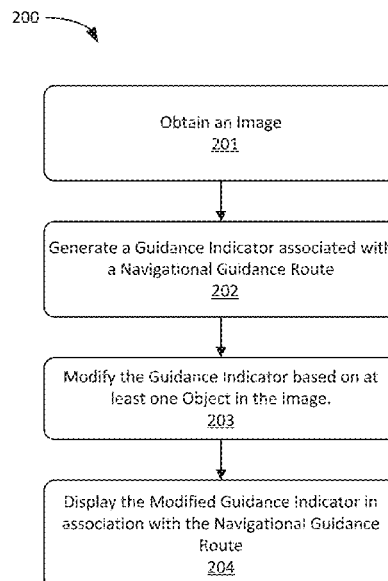 200
Obtain an Image
201
Generate a Guidance Indicator associated with
a Navigational Guidance Route
202
Modify the Guidance Indicator based on at
least one Object in the image.
203
Display the Modified Guidance Indicator in
association with the Navigational Guidance
Route
204